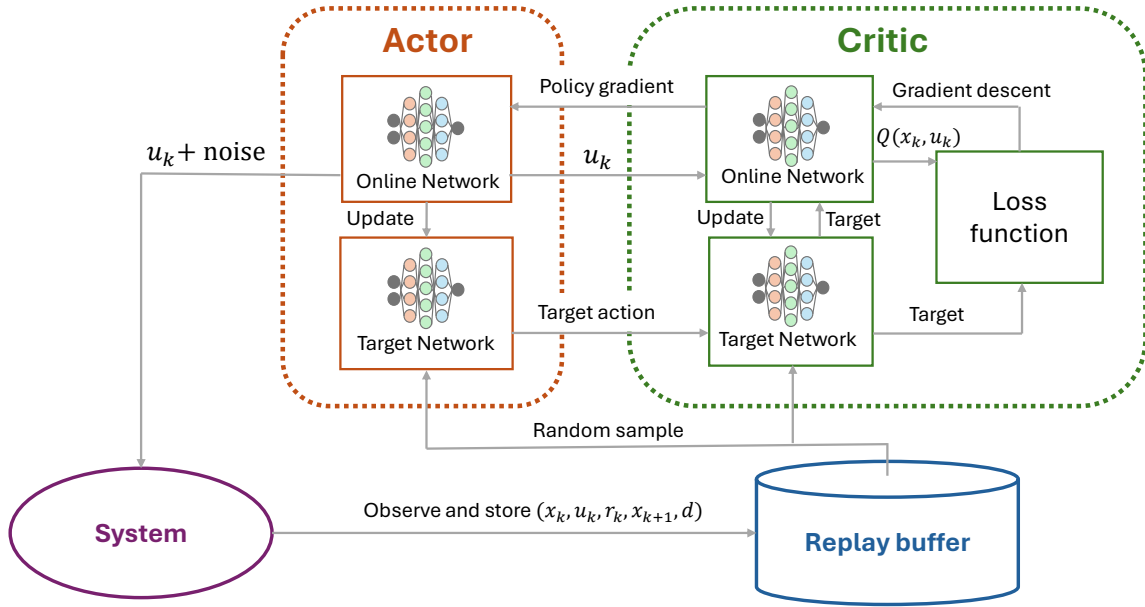 Actor
Critic
Policy gradient
Gradient descent
u_k + noise
u_k
Q(x_k, u_k)
Online Network
Online Network
Loss
function
Update
Update
Target
Target action
Target
Target Network
Target Network
Random sample
Observe and store (x_k, u_k, r_k, x_{k+1}, d)
System
Replay buffer